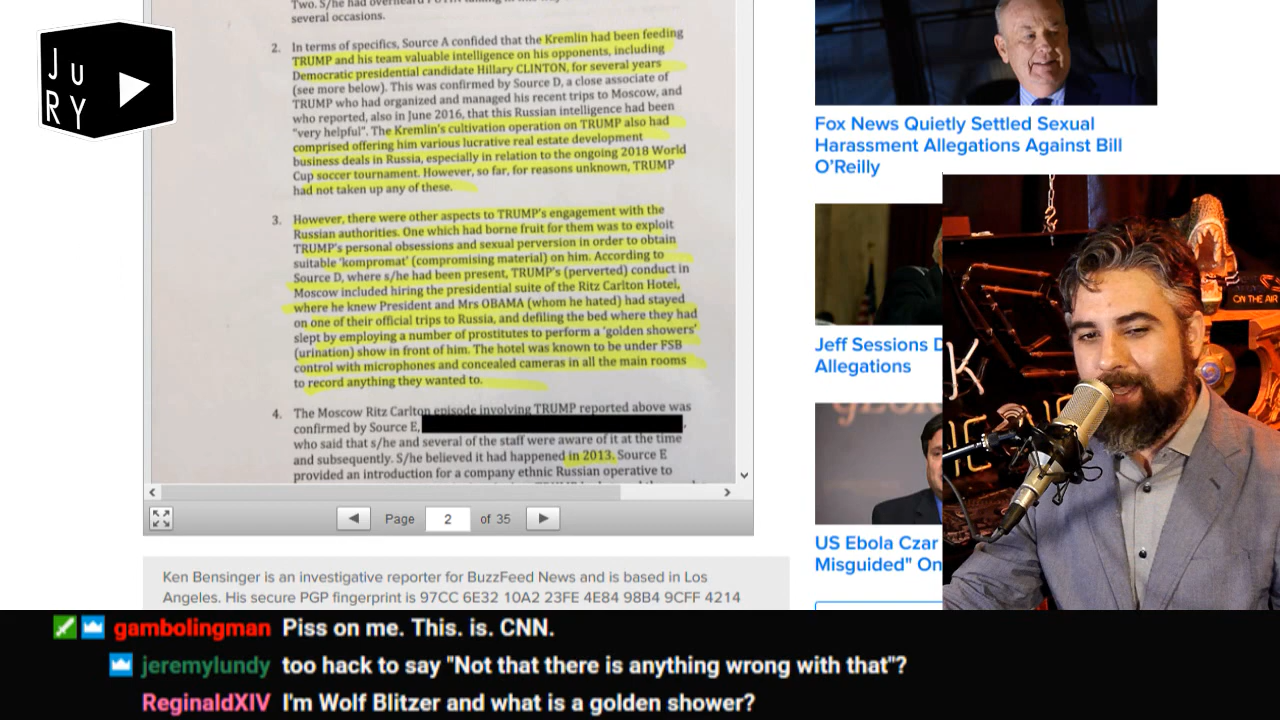 JURY
Two. S/he had overheard
several occasions.
2. In terms of specifics, Source A confided that the Kremlin had been feeding
TRUMP and his team valuable intelligence on his opponents, including
Democratic presidential candidate Hillary CLINTON, for several years
(see more below). This was confirmed by Source D, a close associate of
TRUMP who had organized and managed his recent trips to Moscow, and
who reported, also in June 2016, that this Russian intelligence had been
"very helpful". The Kremlin's cultivation operation on TRUMP also had
comprised offering him various lucrative real estate development
business deals in Russia, especially in relation to the ongoing 2018 World
Cup soccer tournament. However, so far, for reasons unknown, TRUMP
had not taken up any of these.
3. However, there were other aspects to TRUMP's engagement with the
Russian authorities. One which had borne fruit for them was to exploit
TRUMP's personal obsessions and sexual perversion in order to obtain
suitable 'kompromat' (compromising material) on him. According to
Source D, where s/he had been present, TRUMP's (perverted) conduct in
Moscow included hiring the presidential suite of the Ritz Carlton Hotel,
where he knew President and Mrs OBAMA (whom he hated) had stayed
on one of their official trips to Russia, and defiling the bed where they had
slept by employing a number of prostitutes to perform a 'golden showers'
(urination) show in front of him. The hotel was known to be under FSB
control with microphones and concealed cameras in all the main rooms
to record anything they wanted to.
4. The Moscow Ritz Carlton episode involving TRUMP reported above was
confirmed by Source E,
who said that s/he and several of the staff were aware of it at the time
and subsequently. S/he believed it had happened in 2013. Source E
provided an introduction for a company ethnic Russian operative to
Page 2 of 35
Ken Bensinger is an investigative reporter for BuzzFeed News and is based in Los
Angeles. His secure PGP fingerprint is 97CC 6E32 10A2 23FE 4E84 98B4 9CFF 4214
Fox News Quietly Settled Sexual
Harassment Allegations Against Bill
O'Reilly
Jeff Sessions
Allegations
US Ebola Czar
Misguided" On
ON THE AIR
gambolingman Piss on me. This. is. CNN.
jeremylundy too hack to say "Not that there is anything wrong with that"?
ReginaldXIV I'm Wolf Blitzer and what is a golden shower?